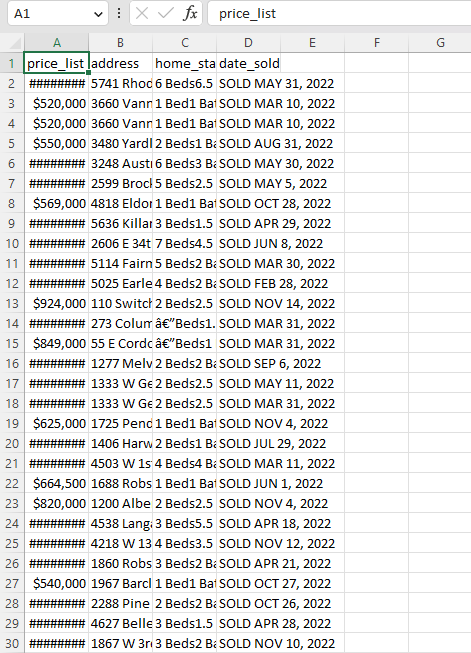 A1 fx price_list
A B C D E F G
1 price_list address home_sta date_sold
2 ######## 5741 Rhod 6 Beds6.5 SOLD MAY 31, 2022
3 $520,000 3660 Vann 1 Bed1 Bat SOLD MAR 10, 2022
4 $520,000 3660 Vann 1 Bed1 Bat SOLD MAR 10, 2022
5 $550,000 3480 Yardl 2 Beds1 Ba SOLD AUG 31, 2022
6 ######## 3248 Austr 6 Beds3 Ba SOLD MAY 30, 2022
7 ######## 2599 Brock 5 Beds2.5 SOLD MAY 5, 2022
8 $569,000 4818 Eldor 1 Bed1 Bat SOLD OCT 28, 2022
9 ######## 5636 Killar 3 Beds1.5 SOLD APR 29, 2022
10 ######## 2606 E 34t 7 Beds4.5 SOLD JUN 8, 2022
11 ######## 5114 Fairn 5 Beds2 Ba SOLD MAR 30, 2022
12 ######## 5025 Earle 4 Beds2 Ba SOLD FEB 28, 2022
13 $924,000 110 Switch 2 Beds2.5 SOLD NOV 14, 2022
14 ######## 273 Colum â€”Beds1. SOLD MAR 31, 2022
15 $849,000 55 E Cordo â€”Beds1 SOLD MAR 31, 2022
16 ######## 1277 Melv 2 Beds2 Ba SOLD SEP 6, 2022
17 ######## 1333 W Ge 2 Beds2.5 SOLD MAY 11, 2022
18 ######## 1333 W Ge 2 Beds2.5 SOLD MAR 31, 2022
19 $625,000 1725 Pend 1 Bed1 Bat SOLD NOV 4, 2022
20 ######## 1406 Harw 2 Beds1 Ba SOLD JUL 29, 2022
21 ######## 4503 W 1s 4 Beds4 Ba SOLD MAR 11, 2022
22 $664,500 1688 Robs 1 Bed1 Bat SOLD JUN 1, 2022
23 $820,000 1200 Albe 2 Beds2.5 SOLD NOV 4, 2022
24 ######## 4538 Lang 3 Beds5.5 SOLD APR 18, 2022
25 ######## 4218 W 13 4 Beds3.5 SOLD NOV 12, 2022
26 ######## 1860 Robs 3 Beds2 Ba SOLD APR 21, 2022
27 $540,000 1967 Barcl 1 Bed1 Bat SOLD OCT 27, 2022
28 ######## 2288 Pine 2 Beds2 Ba SOLD OCT 26, 2022
29 ######## 4627 Belle 3 Beds1.5 SOLD APR 28, 2022
30 ######## 1867 W 3r 3 Beds2 Ba SOLD NOV 10, 2022